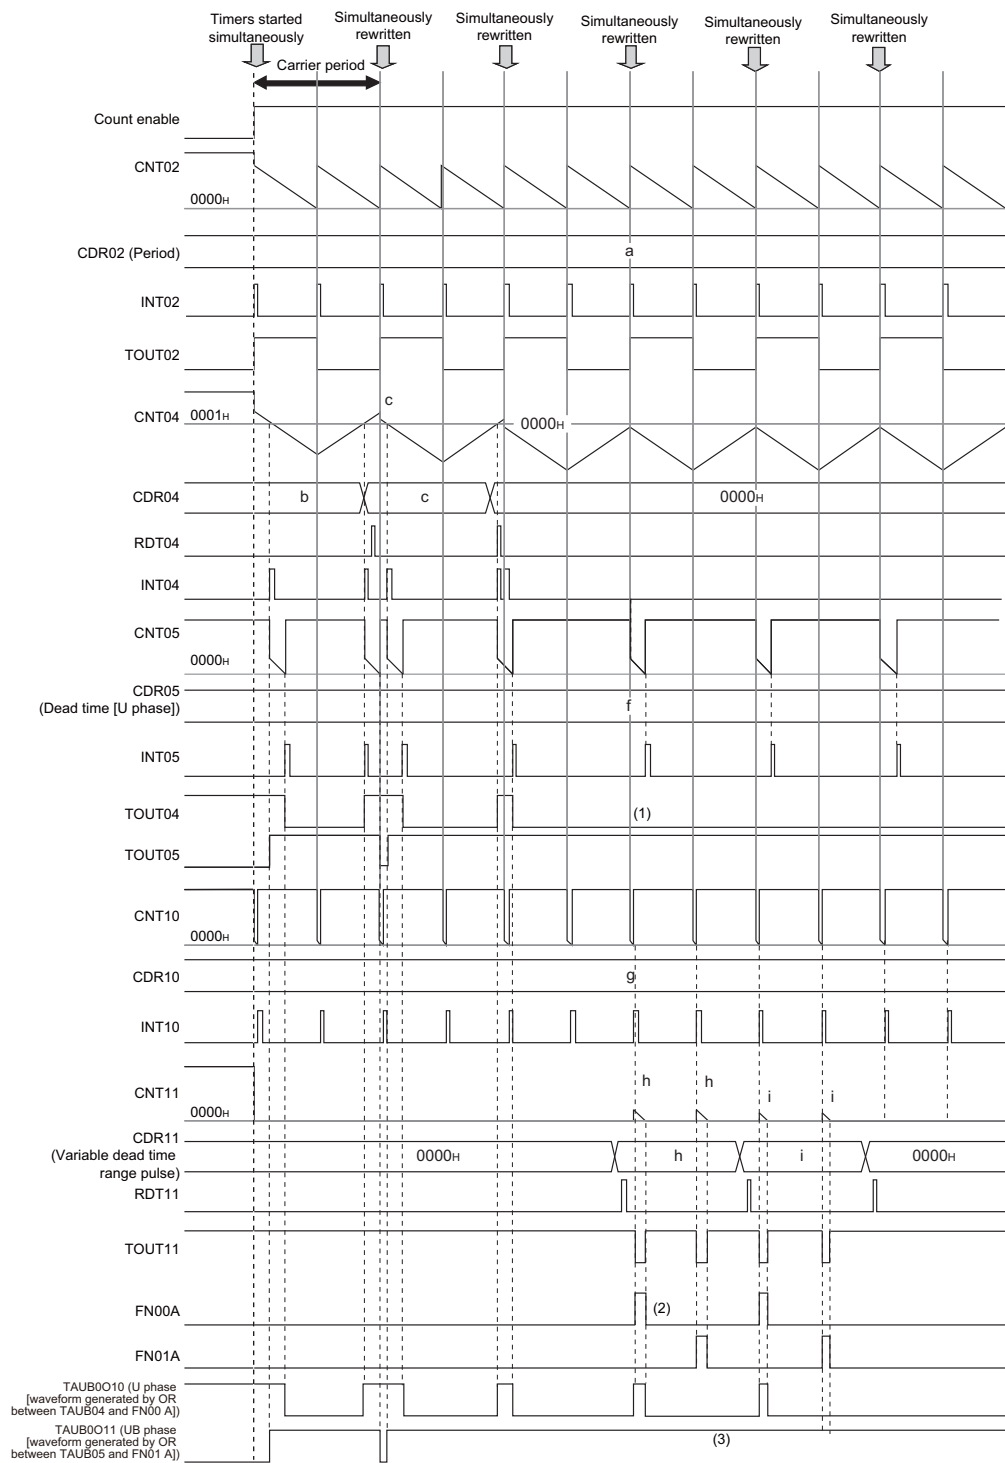 Timers started
simultaneously
Simultaneously
rewritten
Simultaneously
rewritten
Simultaneously
rewritten
Simultaneously
rewritten
Simultaneously
rewritten
Carrier period
Count enable
CNT02
0000H
CDR02 (Period)
a
INT02
TOUT02
c
CNT04
0001H
0000H
CDR04
b
c
0000H
RDT04
INT04
CNT05
0000H
CDR05
(Dead time [U phase])
f
INT05
TOUT04
(1)
TOUT05
CNT10
0000H
CDR10
g
INT10
CNT11
h
h
i
i
0000H
CDR11
(Variable dead time
range pulse)
0000H
h
i
0000H
RDT11
TOUT11
FN00A
(2)
FN01A
TAUB0O10 (U phase
[waveform generated by OR
between TAUB04 and FN00 A])
TAUB0O11 (UB phase
[waveform generated by OR
between TAUB05 and FN01 A])
(3)